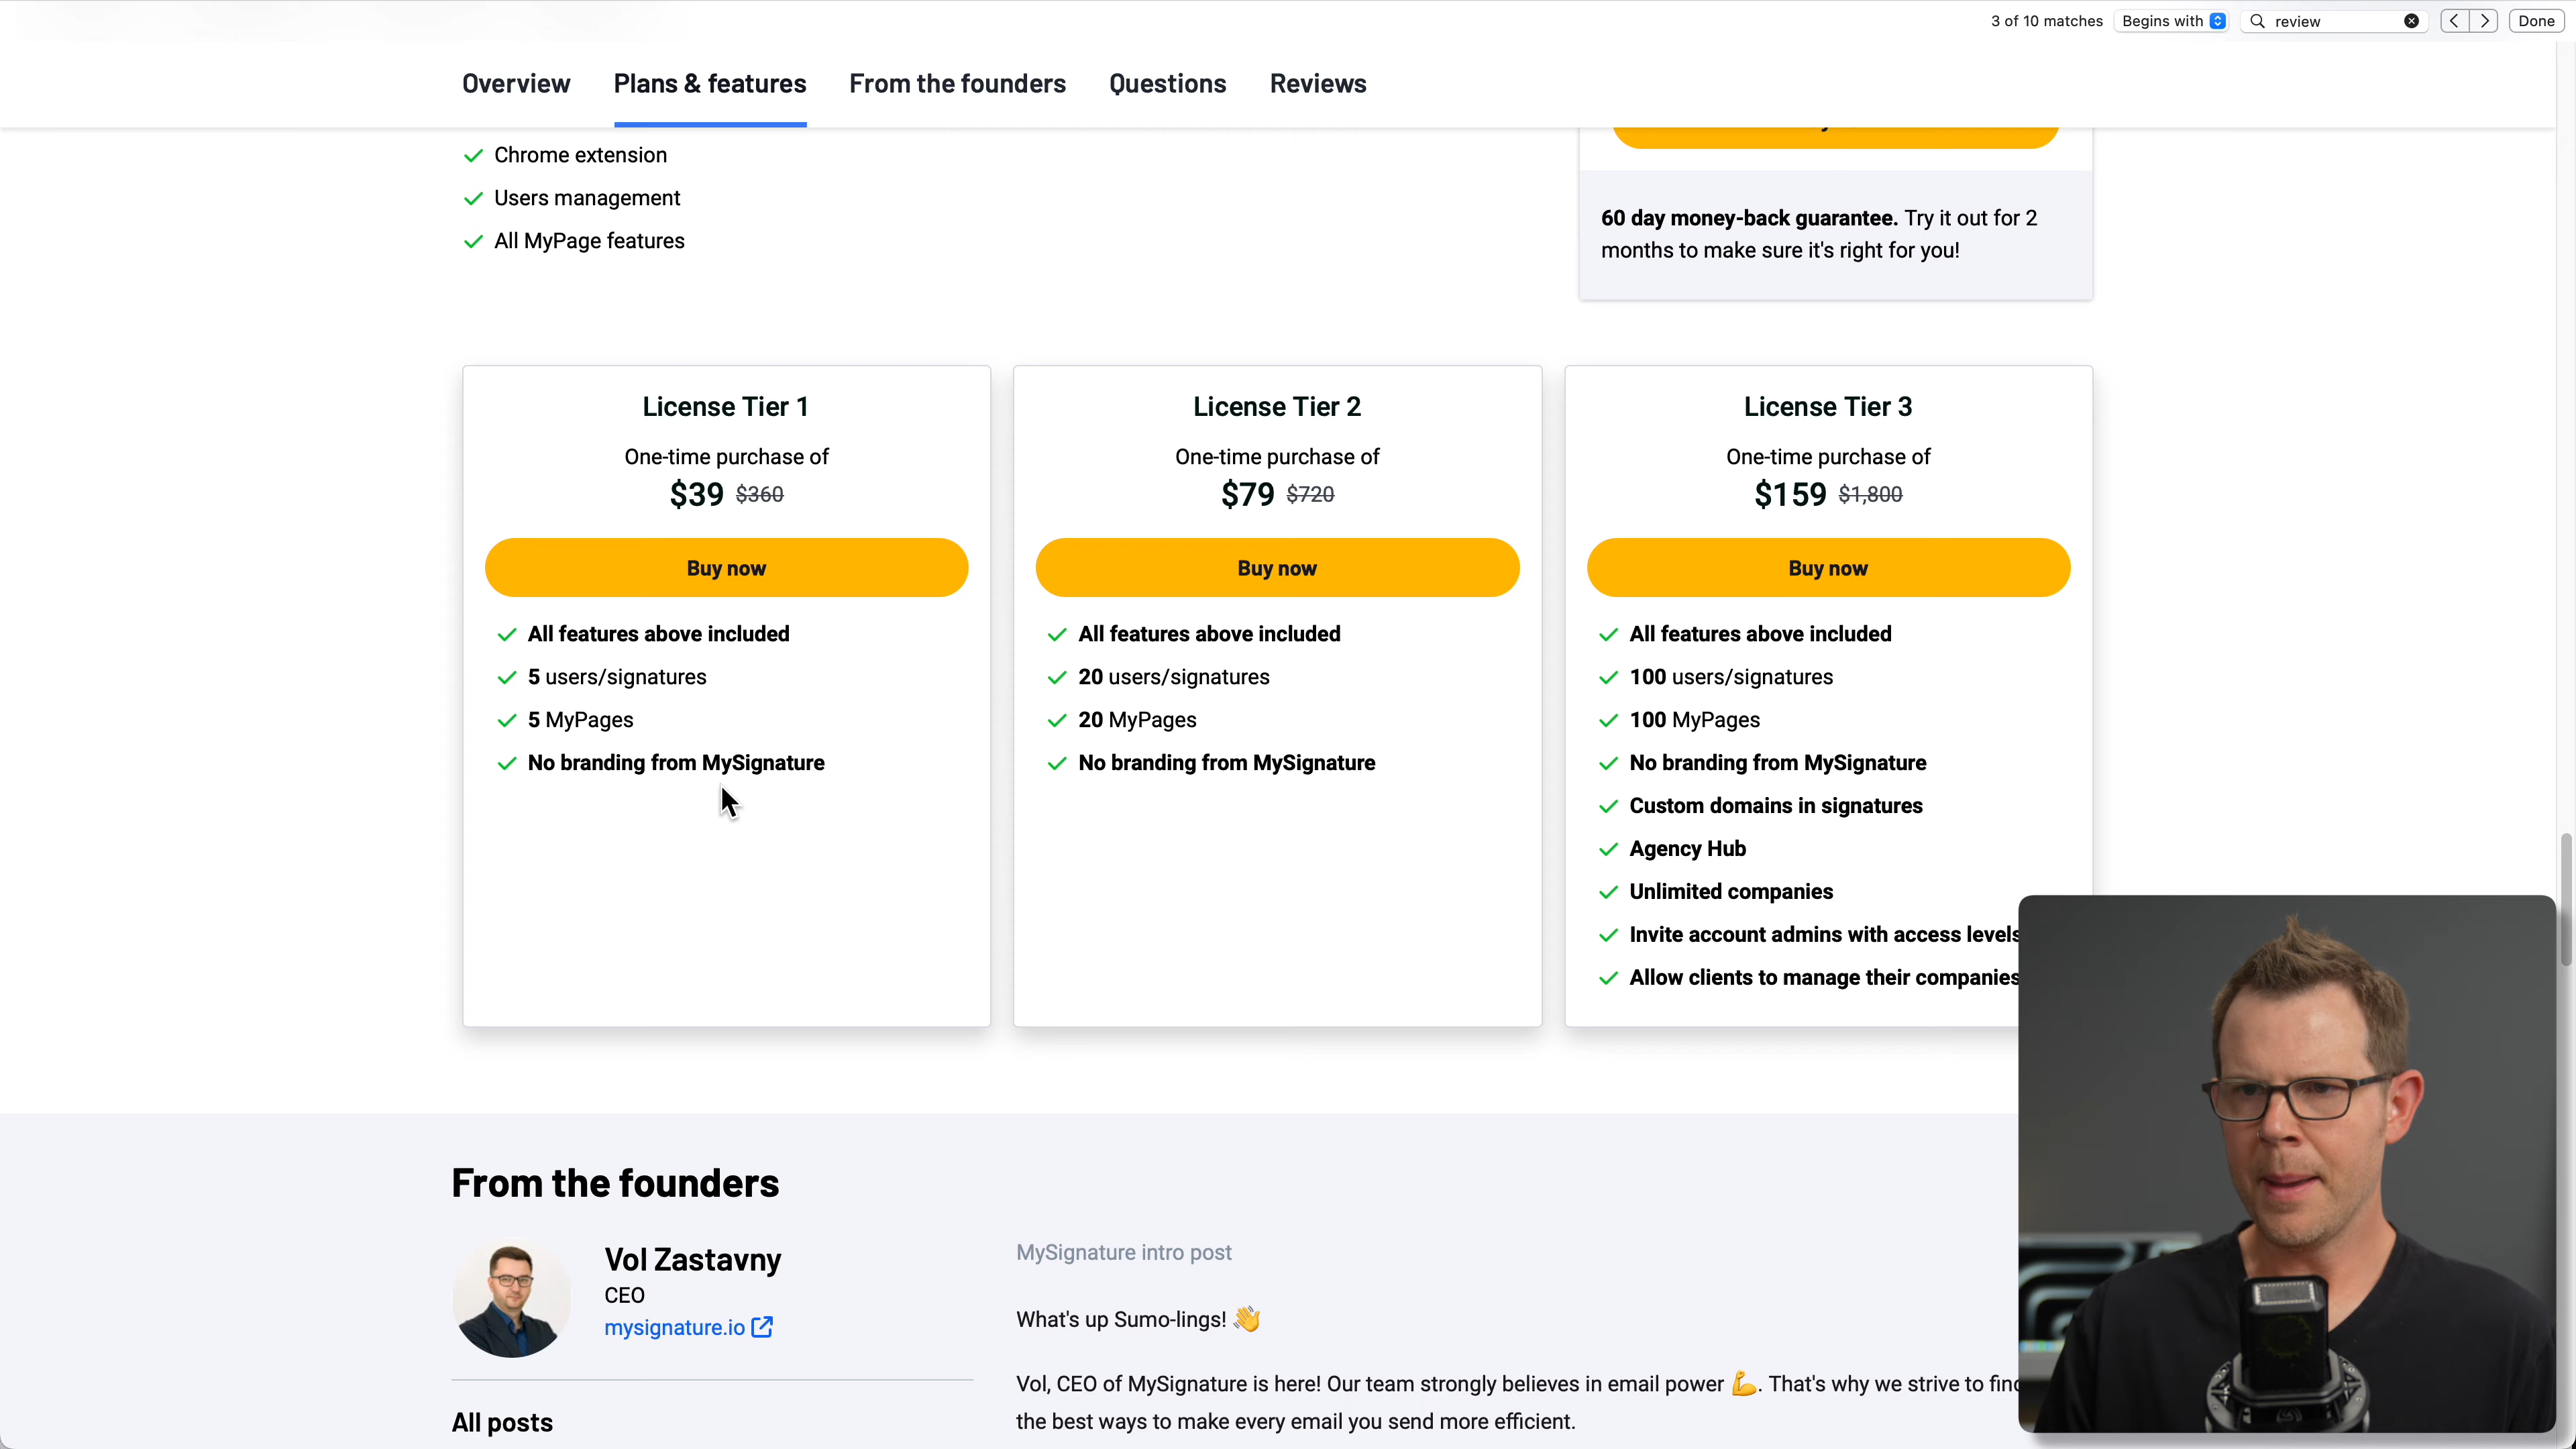 3 of 10 matches
Begins with
review
Done
Overview
Plans & features
From the founders
Questions
Reviews
Chrome extension
Users management
All MyPage features
60 day money-back guarantee. Try it out for 2
months to make sure it's right for you!
License Tier 1
One-time purchase of
$39 $360
Buy now
All features above included
5 users/signatures
5 MyPages
No branding from MySignature
License Tier 2
One-time purchase of
$79 $720
Buy now
All features above included
20 users/signatures
20 MyPages
No branding from MySignature
License Tier 3
One-time purchase of
$159 $1,800
Buy now
All features above included
100 users/signatures
100 MyPages
No branding from MySignature
Custom domains in signatures
Agency Hub
Unlimited companies
Invite account admins with access levels
Allow clients to manage their companies
From the founders
Vol Zastavny
CEO
mysignature.io
All posts
MySignature intro post
What's up Sumo-lings! 👋
Vol, CEO of MySignature is here! Our team strongly believes in email power 💪. That's why we strive to find
the best ways to make every email you send more efficient.